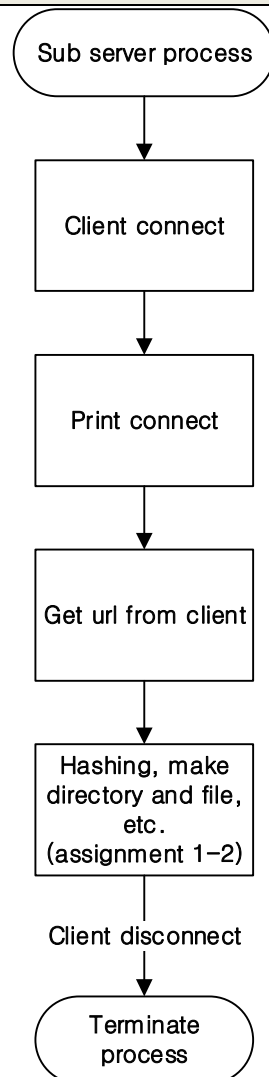 Sub server process
Client connect
Print connect
Get url from client
Hashing, make
directory and file,
etc.
(assignment 1-2)
Client disconnect
Terminate
process